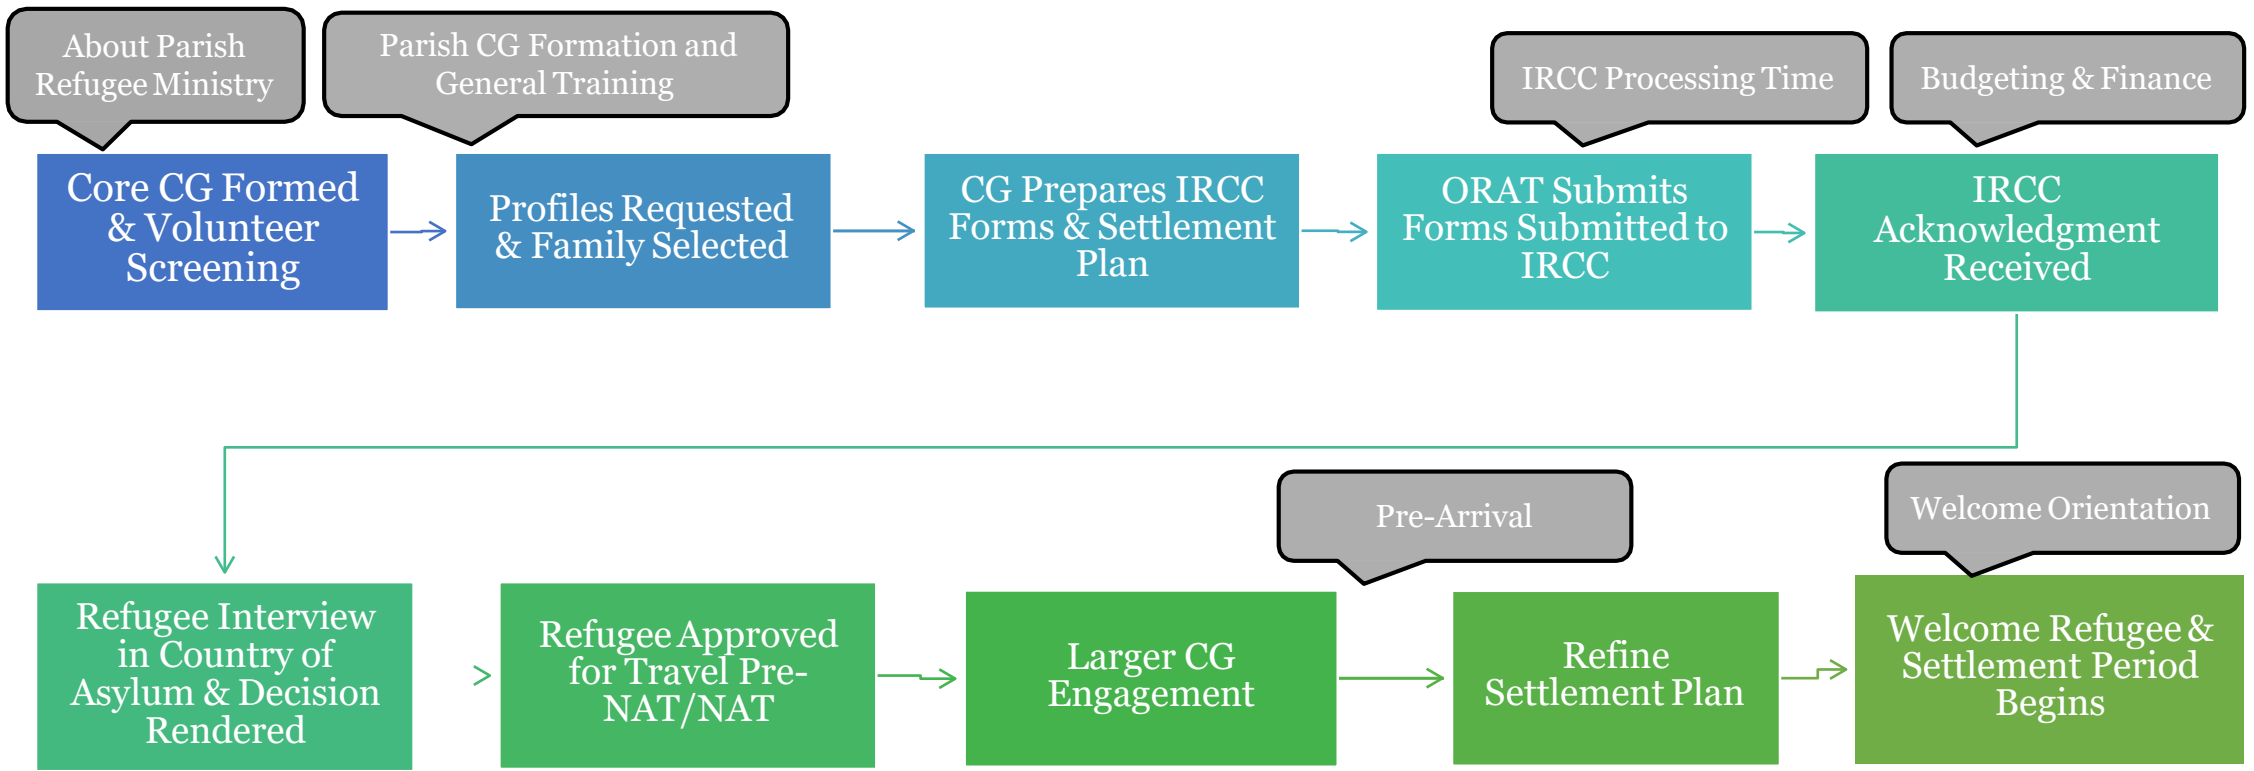 About Parish
Refugee Ministry
Parish CG Formation and
General Training
IRCC Processing Time
Budgeting & Finance
Core CG Formed
& Volunteer
Screening
Profiles Requested
& Family Selected
CG Prepares IRCC
Forms & Settlement
Plan
ORAT Submits
Forms Submitted to
IRCC
IRCC
Acknowledgment
Received
Pre-Arrival
Welcome Orientation
Refugee Interview
in Country of
Asylum & Decision
Rendered
Refugee Approved
for Travel Pre-
NAT/NAT
Larger CG
Engagement
Refine
Settlement Plan
Welcome Refugee &
Settlement Period
Begins